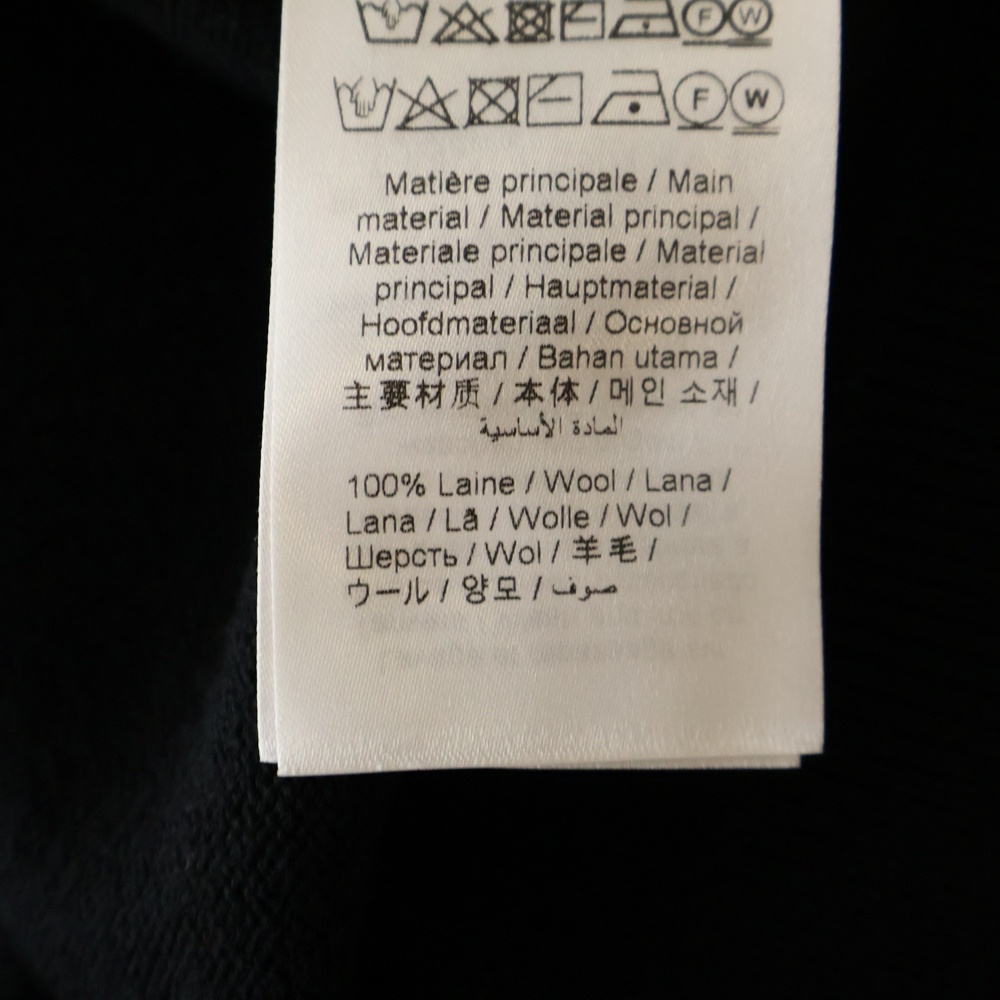 F W
F W
Matière principale / Main
material / Material principal /
Materiale principale / Material
principal / Hauptmaterial /
Hoofdmateriaal / Основной
материал / Bahan utama /
主要材质 / 本体 / 메인 소재 /
المادة الأساسية
100% Laine / Wool / Lana /
Lana / Lã / Wolle / Wol /
Шерсть / Wol / 羊毛 /
ウール / 양모 / صوف